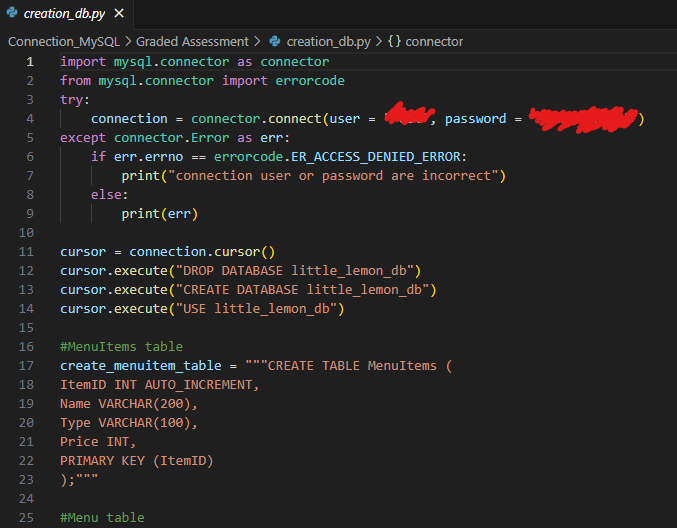 creation_db.py
Connection_MySQL > Graded Assessment > creation_db.py > {} connector
1 import mysql.connector as connector
2 from mysql.connector import errorcode
3 try:
4     connection = connector.connect(user = , password = )
5 except connector.Error as err:
6     if err.errno == errorcode.ER_ACCESS_DENIED_ERROR:
7         print("connection user or password are incorrect")
8     else:
9         print(err)
10
11 cursor = connection.cursor()
12 cursor.execute("DROP DATABASE little_lemon_db")
13 cursor.execute("CREATE DATABASE little_lemon_db")
14 cursor.execute("USE little_lemon_db")
15
16 #MenuItems table
17 create_menuitem_table = """CREATE TABLE MenuItems (
18 ItemID INT AUTO_INCREMENT,
19 Name VARCHAR(200),
20 Type VARCHAR(100),
21 Price INT,
22 PRIMARY KEY (ItemID)
23 );"""
24
25 #Menu table